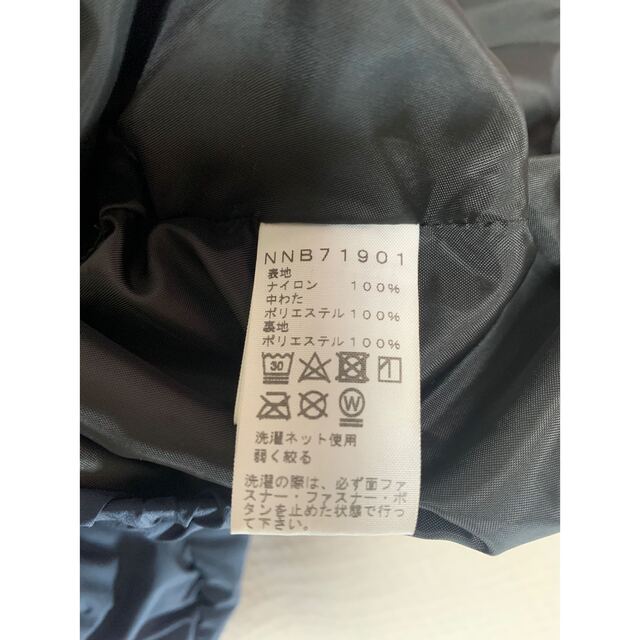 NNB71901
表地
ナイロン 100%
中わた
ポリエステル100%
裏地
ポリエステル100%
30
W
洗濯ネット使用
弱く絞る
洗濯の際は、必ず面ファ
スナー・ファスナー・ボ
タンを止めた状態で行っ
て下さい。